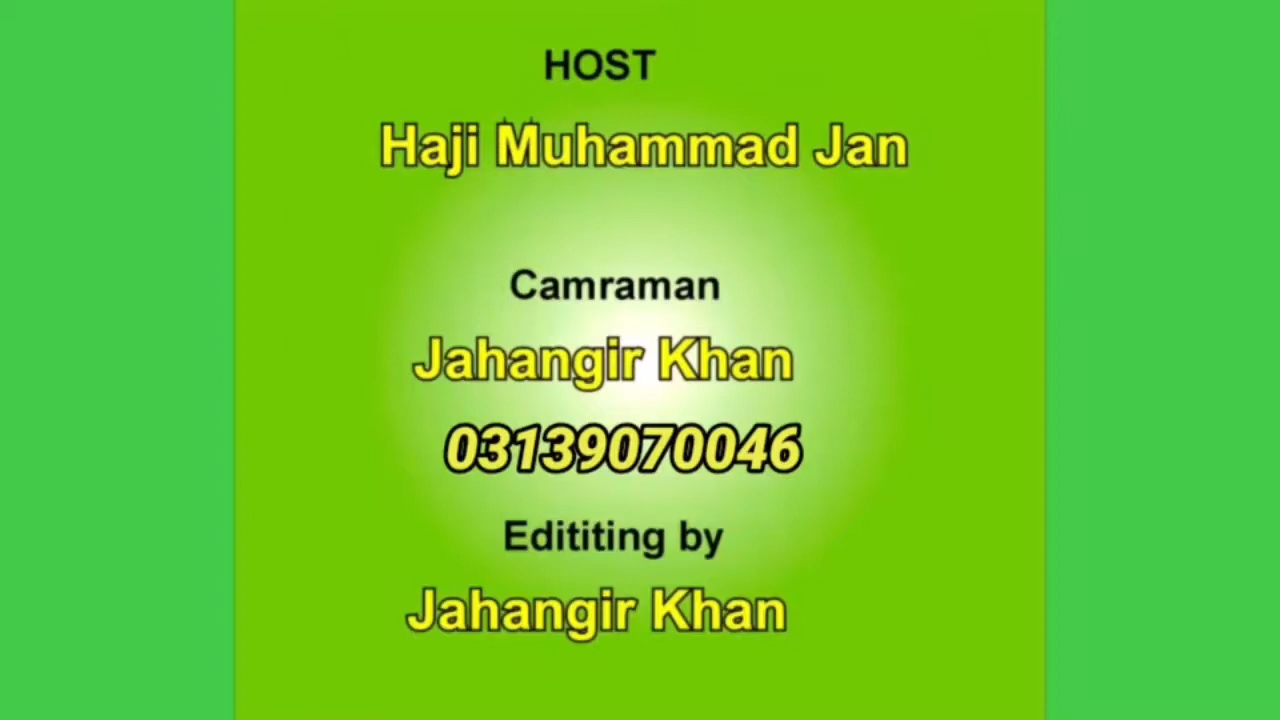 HOST
Haji Muhammad Jan
Camraman
Jahangir Khan
03139070046
Edititing by
Jahangir Khan